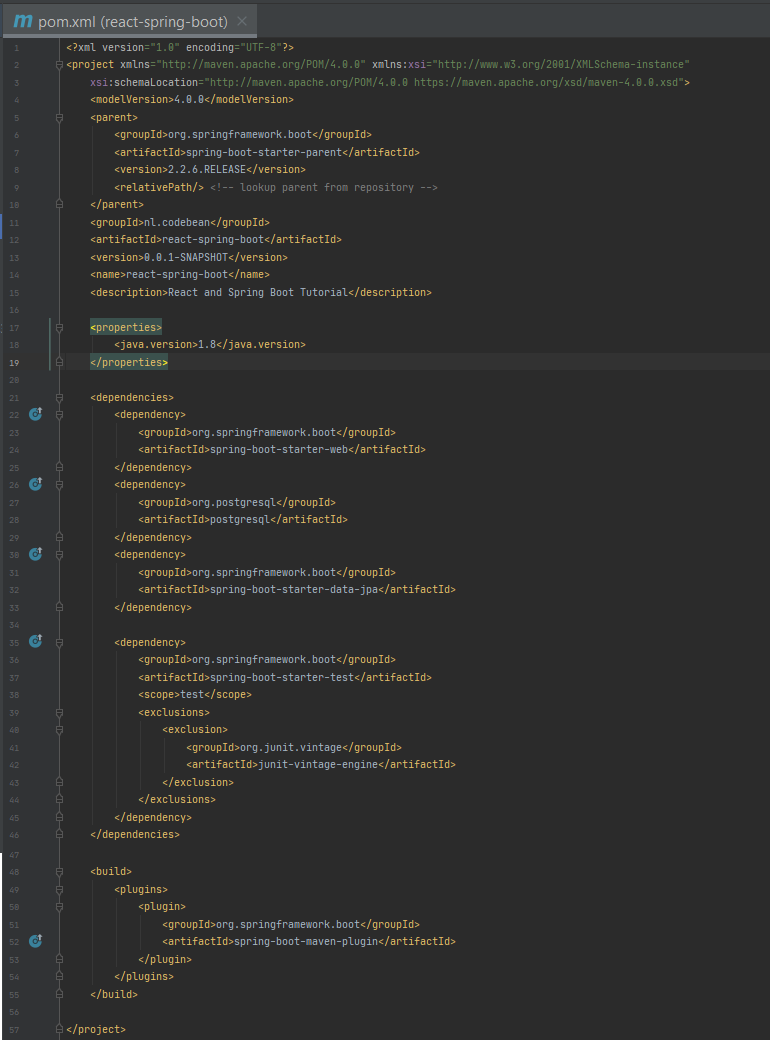 pom.xml (react-spring-boot)
1 <?xml version="1.0" encoding="UTF-8"?>
2 <project xmlns="http://maven.apache.org/POM/4.0.0" xmlns:xsi="http://www.w3.org/2001/XMLSchema-instance"
3 xsi:schemaLocation="http://maven.apache.org/POM/4.0.0 https://maven.apache.org/xsd/maven-4.0.0.xsd">
4 <modelVersion>4.0.0</modelVersion>
5 <parent>
6 <groupId>org.springframework.boot</groupId>
7 <artifactId>spring-boot-starter-parent</artifactId>
8 <version>2.2.6.RELEASE</version>
9 <relativePath/> <!-- lookup parent from repository -->
10 </parent>
11 <groupId>nl.codebean</groupId>
12 <artifactId>react-spring-boot</artifactId>
13 <version>0.0.1-SNAPSHOT</version>
14 <name>react-spring-boot</name>
15 <description>React and Spring Boot Tutorial</description>
16
17 <properties>
18 <java.version>1.8</java.version>
19 </properties>
20
21 <dependencies>
22 <dependency>
23 <groupId>org.springframework.boot</groupId>
24 <artifactId>spring-boot-starter-web</artifactId>
25 </dependency>
26 <dependency>
27 <groupId>org.postgresql</groupId>
28 <artifactId>postgresql</artifactId>
29 </dependency>
30 <dependency>
31 <groupId>org.springframework.boot</groupId>
32 <artifactId>spring-boot-starter-data-jpa</artifactId>
33 </dependency>
34
35 <dependency>
36 <groupId>org.springframework.boot</groupId>
37 <artifactId>spring-boot-starter-test</artifactId>
38 <scope>test</scope>
39 <exclusions>
40 <exclusion>
41 <groupId>org.junit.vintage</groupId>
42 <artifactId>junit-vintage-engine</artifactId>
43 </exclusion>
44 </exclusions>
45 </dependency>
46 </dependencies>
47
48 <build>
49 <plugins>
50 <plugin>
51 <groupId>org.springframework.boot</groupId>
52 <artifactId>spring-boot-maven-plugin</artifactId>
53 </plugin>
54 </plugins>
55 </build>
56
57 </project>